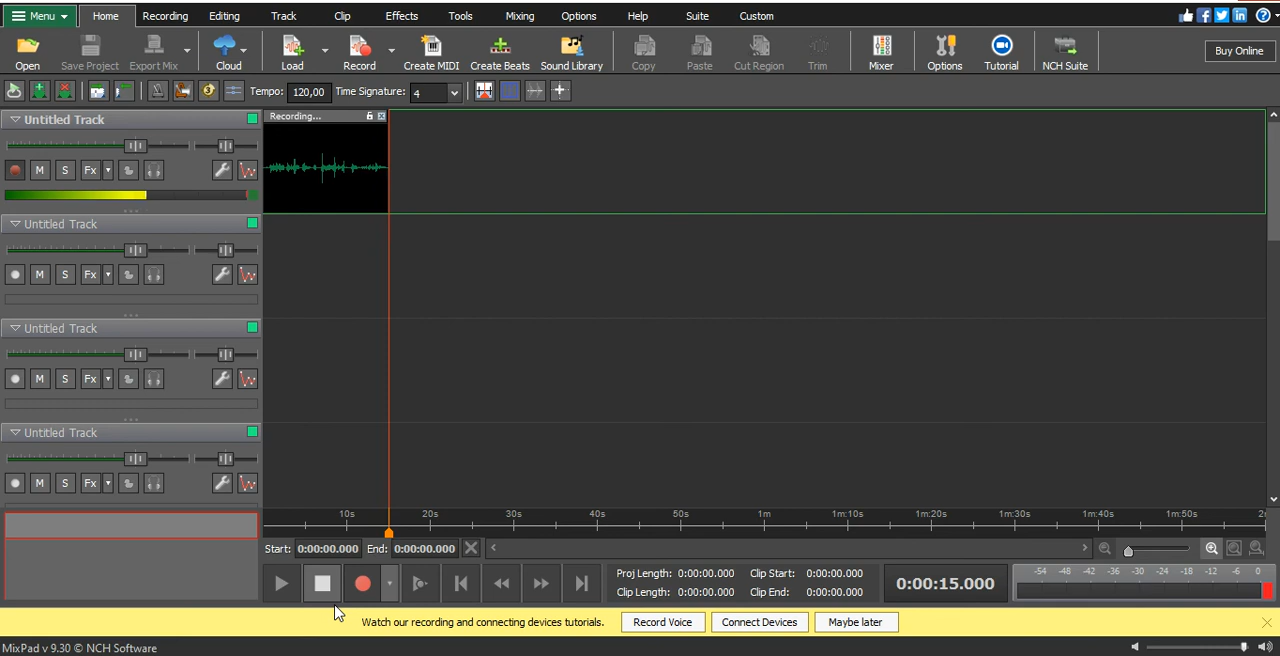 Menu Home Recording Editing Track Clip Effects Tools Mixing Options Help Suite Custom
Open Save Project Export Mix Cloud Load Record Create MIDI Create Beats Sound Library Copy Paste Cut Region Trim Mixer Options Tutorial NCH Suite Buy Online
Tempo: 120,00 Time Signature: 4
Untitled Track Recording...
M S Fx
Untitled Track
M S Fx
Untitled Track
M S Fx
Untitled Track
M S Fx
10s 20s 30s 40s 50s 1m 1m:10s 1m:20s 1m:30s 1m:40s 1m:50s
Start: 0:00:00.000 End: 0:00:00.000
Proj Length: 0:00:00.000 Clip Start: 0:00:00.000
Clip Length: 0:00:00.000 Clip End: 0:00:00.000
0:00:15.000
-54 -48 -42 -36 -30 -24 -18 -12 -6 0
Watch our recording and connecting devices tutorials. Record Voice Connect Devices Maybe later
MixPad v 9.30 © NCH Software